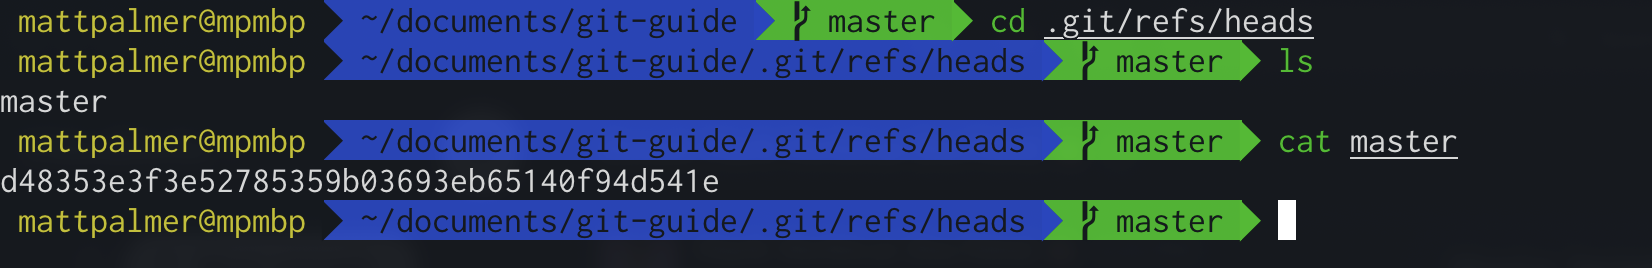 mattpalmer@mpmbp ~/documents/git-guide master cd .git/refs/heads
mattpalmer@mpmbp ~/documents/git-guide/.git/refs/heads master ls
master
mattpalmer@mpmbp ~/documents/git-guide/.git/refs/heads master cat master
d48353e3f3e52785359b03693eb65140f94d541e
mattpalmer@mpmbp ~/documents/git-guide/.git/refs/heads master